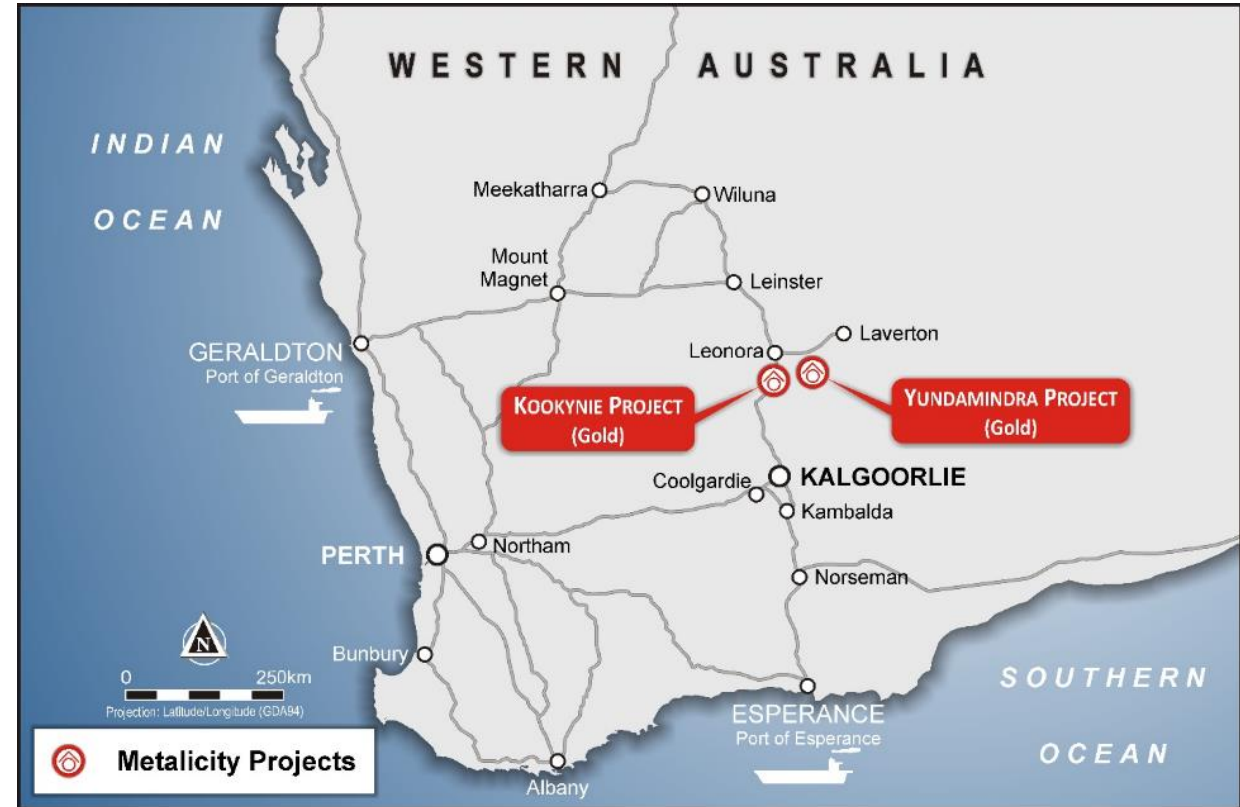 WESTERN AUSTRALIA
INDIAN
OCEAN
Meekatharra
Wiluna
Mount
Magnet
Leinster
Laverton
Leonora
GERALDTON
Port of Geraldton
KOOKYNIE PROJECT
(Gold)
YUNDAMINDRA PROJECT
(Gold)
KALGOORLIE
Coolgardie
Kambalda
Northam
PERTH
Norseman
N
Bunbury
0 250km
Projection: Latitude/Longitude (GDA94)
SOUTHERN
OCEAN
ESPERANCE
Port of Esperance
Albany
Metalicity Projects